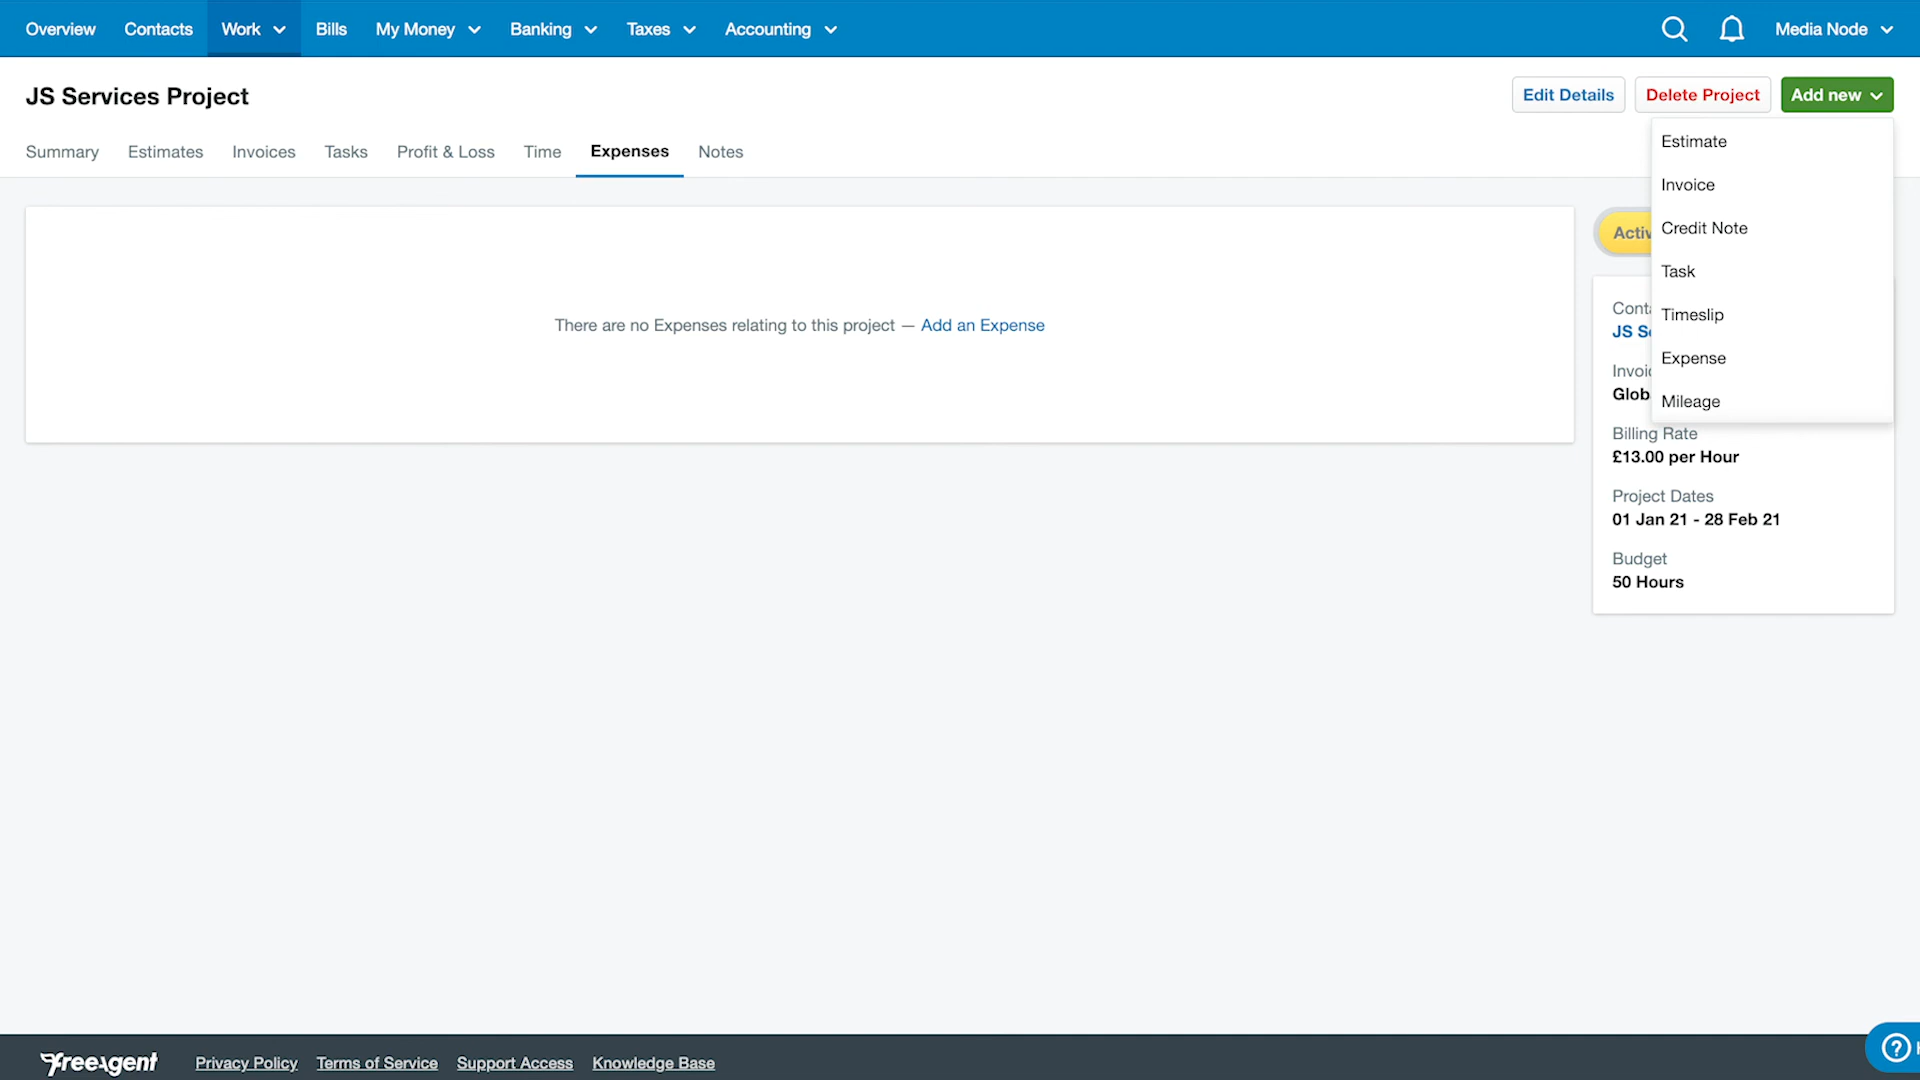 Overview Contacts Work Bills My Money Banking Taxes Accounting Media Node
JS Services Project
Edit Details Delete Project Add new
Summary Estimates Invoices Tasks Profit & Loss Time Expenses Notes
Estimate
Invoice
Credit Note
Task
Timeslip
Expense
Mileage
There are no Expenses relating to this project — Add an Expense
Billing Rate
£13.00 per Hour
Project Dates
01 Jan 21 - 28 Feb 21
Budget
50 Hours
freeagent Privacy Policy Terms of Service Support Access Knowledge Base